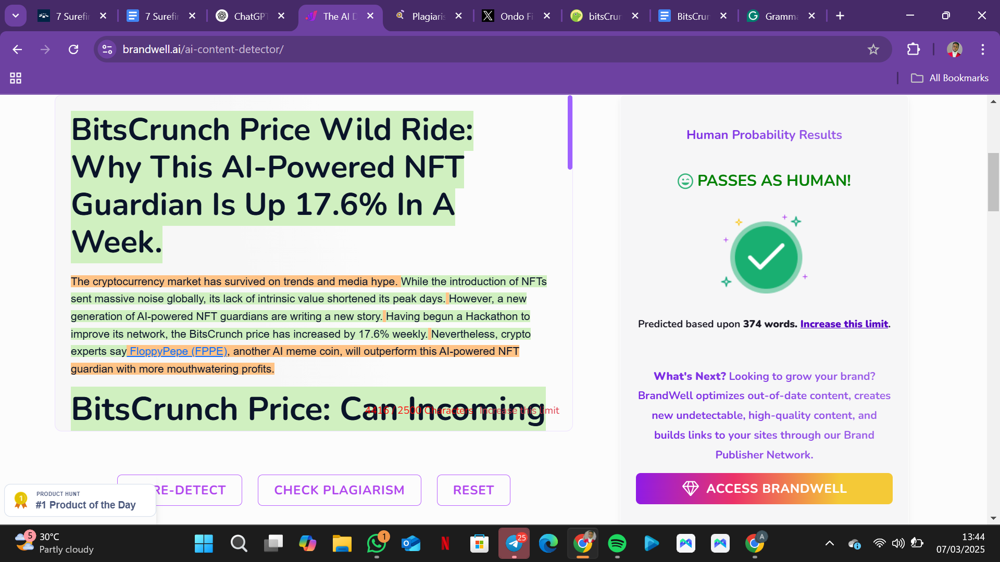 7 Surefi
7 Surefi
ChatGPT
The AI D
Plagiaris
Ondo Fi
bitsCrun
BitsCrun
Gramma
brandwell.ai/ai-content-detector/
All Bookmarks
BitsCrunch Price Wild Ride:
Why This AI-Powered NFT
Guardian Is Up 17.6% In A
Week.
The cryptocurrency market has survived on trends and media hype. While the introduction of NFTs
sent massive noise globally, its lack of intrinsic value shortened its peak days. However, a new
generation of AI-powered NFT guardians are writing a new story. Having begun a Hackathon to
improve its network, the BitsCrunch price has increased by 17.6% weekly. Nevertheless, crypto
experts say FloppyPepe (FPPE), another AI meme coin, will outperform this AI-powered NFT
guardian with more mouthwatering profits.
BitsCrunch Price: Can Incoming
4416 / 2500 Characters Increase this limit
RE-DETECT
CHECK PLAGIARISM
RESET
PRODUCT HUNT
#1 Product of the Day
1
Human Probability Results
PASSES AS HUMAN!
Predicted based upon 374 words. Increase this limit.
What's Next? Looking to grow your brand?
BrandWell optimizes out-of-date content, creates
new undetectable, high-quality content, and
builds links to your sites through our Brand
Publisher Network.
ACCESS BRANDWELL
5
30°C
Partly cloudy
1
25
A
13:44
07/03/2025